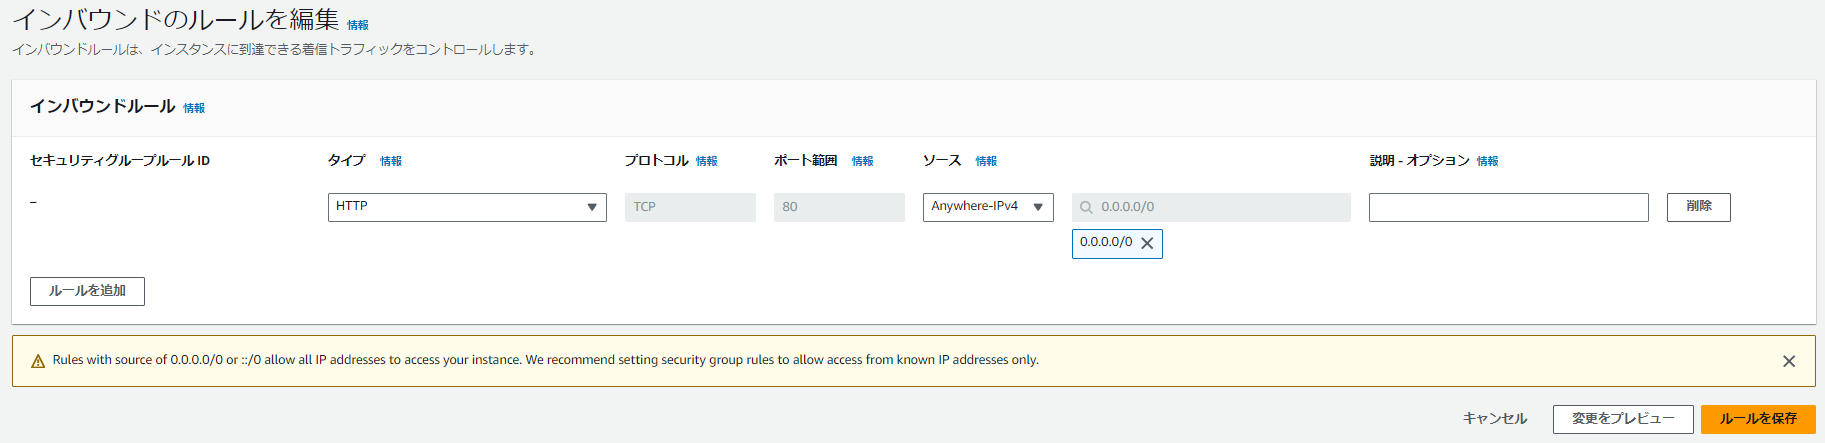 インバウンドのルールを編集 情報
インバウンドルールは、インスタンスに到達できる着信トラフィックをコントロールします。
インバウンドルール 情報
セキュリティグループルール ID タイプ 情報 プロトコル 情報 ポート範囲 情報 ソース 情報 説明 - オプション 情報
– HTTP TCP 80 Anywhere-IPv4 0.0.0.0/0 削除
0.0.0.0/0
ルールを追加
Rules with source of 0.0.0.0/0 or ::/0 allow all IP addresses to access your instance. We recommend setting security group rules to allow access from known IP addresses only.
キャンセル 変更をプレビュー ルールを保存